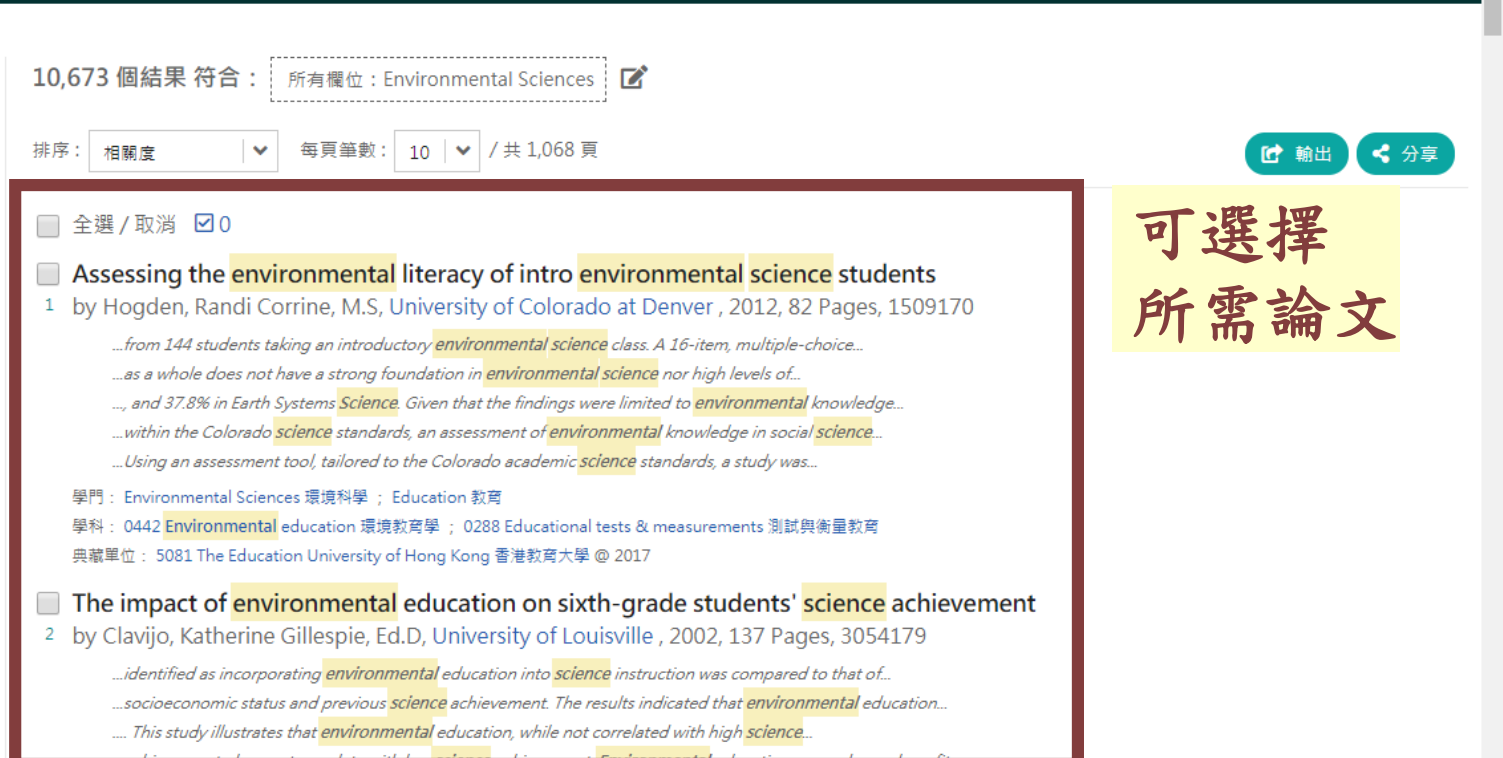 10,673 個結果 符合： 所有欄位：Environmental Sciences
排序： 相關度 每頁筆數： 10 / 共 1,068 頁 輸出 分享
全選 / 取消 0
可選擇
所需論文
Assessing the environmental literacy of intro environmental science students
1 by Hogden, Randi Corrine, M.S, University of Colorado at Denver , 2012, 82 Pages, 1509170
...from 144 students taking an introductory environmental science class. A 16-item, multiple-choice...
...as a whole does not have a strong foundation in environmental science nor high levels of...
..., and 37.8% in Earth Systems Science. Given that the findings were limited to environmental knowledge...
...within the Colorado science standards, an assessment of environmental knowledge in social science...
...Using an assessment tool, tailored to the Colorado academic science standards, a study was...
學門： Environmental Sciences 環境科學 ； Education 教育
學科： 0442 Environmental education 環境教育學 ； 0288 Educational tests & measurements 測試與衡量教育
典藏單位： 5081 The Education University of Hong Kong 香港教育大學 @ 2017
The impact of environmental education on sixth-grade students' science achievement
2 by Clavijo, Katherine Gillespie, Ed.D, University of Louisville , 2002, 137 Pages, 3054179
...identified as incorporating environmental education into science instruction was compared to that of...
...socioeconomic status and previous science achievement. The results indicated that environmental education...
.... This study illustrates that environmental education, while not correlated with high science...